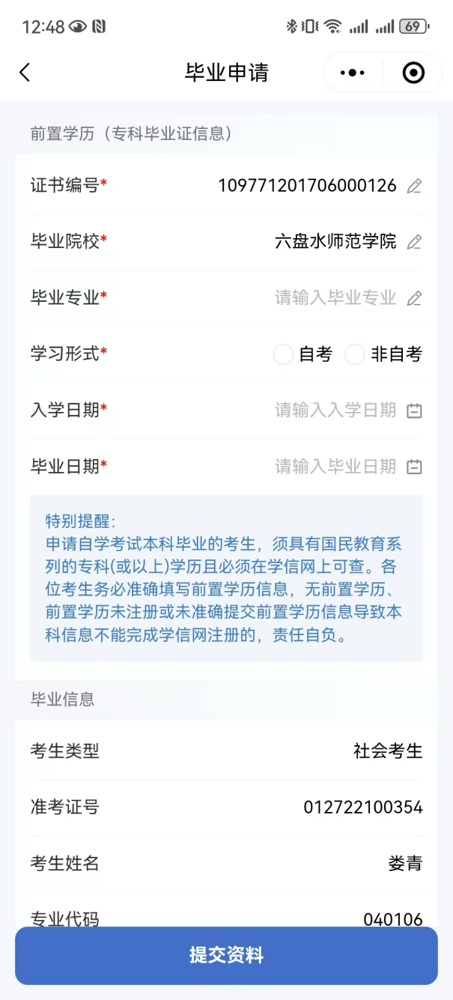 12:48
69
毕业申请
前置学历（专科毕业证信息）
证书编号* 109771201706000126
毕业院校* 六盘水师范学院
毕业专业* 请输入毕业专业
学习形式* 自考 非自考
入学日期* 请输入入学日期
毕业日期* 请输入毕业日期
特别提醒：
申请自学考试本科毕业的考生，须具有国民教育系
列的专科(或以上)学历且必须在学信网上可查。各
位考生务必准确填写前置学历信息，无前置学历、
前置学历未注册或未准确提交前置学历信息导致本
科信息不能完成学信网注册的，责任自负。
毕业信息
考生类型 社会考生
准考证号 012722100354
考生姓名 娄青
专业代码 040106
提交资料